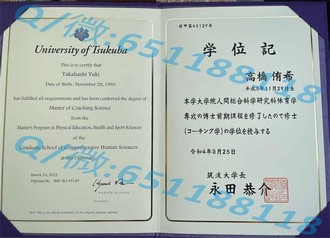 University of Tsukuba
This is to certify that
Takahashi Yuki
Date of Birth : November 29, 1993
has fulfilled all requirements and has been conferred the degree of
Master of Coaching Science
from the
Master's Program in Physical Education, Health and Sport Sciences
of the
Graduate School of Comprehensive Human Sciences
March 25, 2022
学位記
髙橋侑希
平成5年11月29日生
本学大学院人間総合科学研究科体育学
専攻の博士前期課程を修了したので修士
(コーチング学)の学位を授与する
令和4年3月25日
筑波大学長
永田恭介
Q/微:651188118